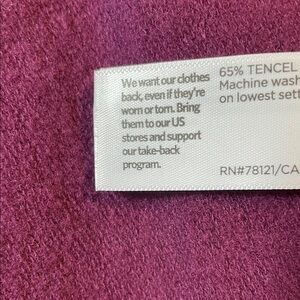 We want our clothes
back, even if they're
worn or torn. Bring
them to our US
stores and support
our take-back
program.
65% TENCEL
Machine wash
on lowest sett
RN#78121/CA